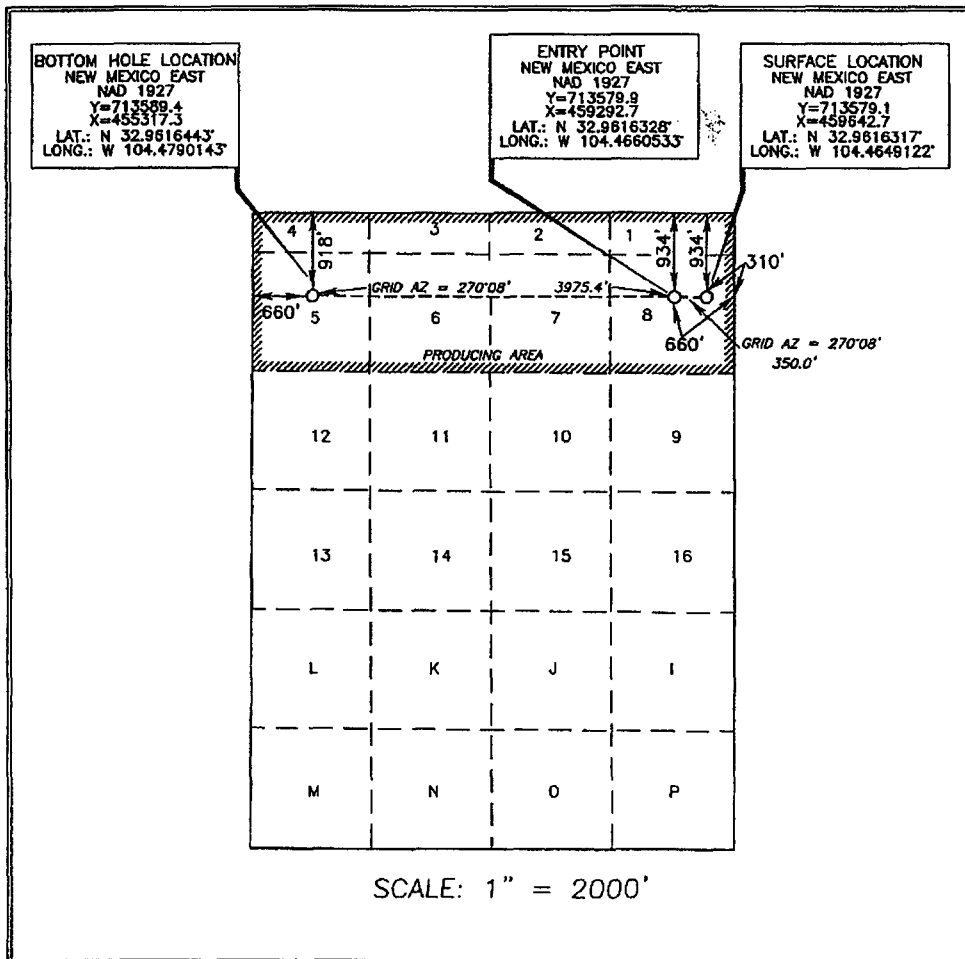 BOTTOM HOLE LOCATION
NEW MEXICO EAST
NAD 1927
Y=713589.4
X=455317.3
LAT.: N 32.9616443°
LONG.: W 104.4790143°
ENTRY POINT
NEW MEXICO EAST
NAD 1927
Y=713579.9
X=459292.7
LAT.: N 32.9616328°
LONG.: W 104.4660533°
SURFACE LOCATION
NEW MEXICO EAST
NAD 1927
Y=713579.1
X=459642.7
LAT.: N 32.9616317°
LONG.: W 104.4649122°
4 3 2 1
918' 934' 934'
310'
GRID AZ = 270°08' 3975.4'
660' 5 6 7 8 660'
GRID AZ = 270°08'
350.0'
PRODUCING AREA
12 11 10 9
13 14 15 16
L K J I
M N O P
SCALE: 1" = 2000'